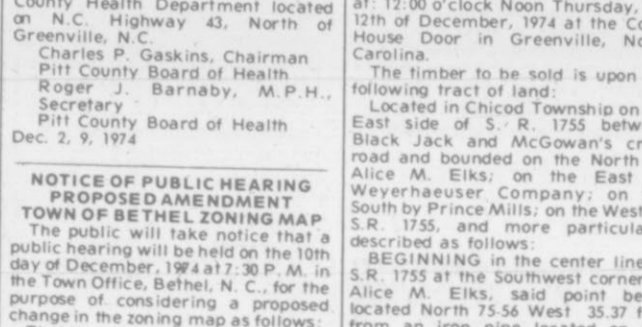 County Health Department located
on N.C. Highway 43, North of
Greenville, N.C.
Charles P. Gaskins, Chairman
Pitt County Board of Health
Roger J. Barnaby, M.P.H.,
Secretary
Pitt County Board of Health
Dec. 2, 9, 1974
NOTICE OF PUBLIC HEARING
PROPOSED AMENDMENT
TOWN OF BETHEL ZONING MAP
The public will take notice that a
public hearing will be held on the 10th
day of December, 1974 at 7:30 P. M. in
the Town Office, Bethel, N. C., for the
purpose of considering a proposed
change in the zoning map as follows:
at: 12:00 o'clock Noon Thursday,
12th of December, 1974 at the Co
House Door in Greenville, No
Carolina.
The timber to be sold is upon
following tract of land:
Located in Chicod Township on
East side of S. R. 1755 betw
Black Jack and McGowan's cr
road and bounded on the North
Alice M. Elks; on the East
Weyerhaeuser Company; on
South by Prince Mills; on the West
S.R. 1755, and more particula
described as follows:
BEGINNING in the center line
S.R. 1755 at the Southwest corner
Alice M. Elks, said point be
located North 75-56 West 35.37
from an iron pipe located